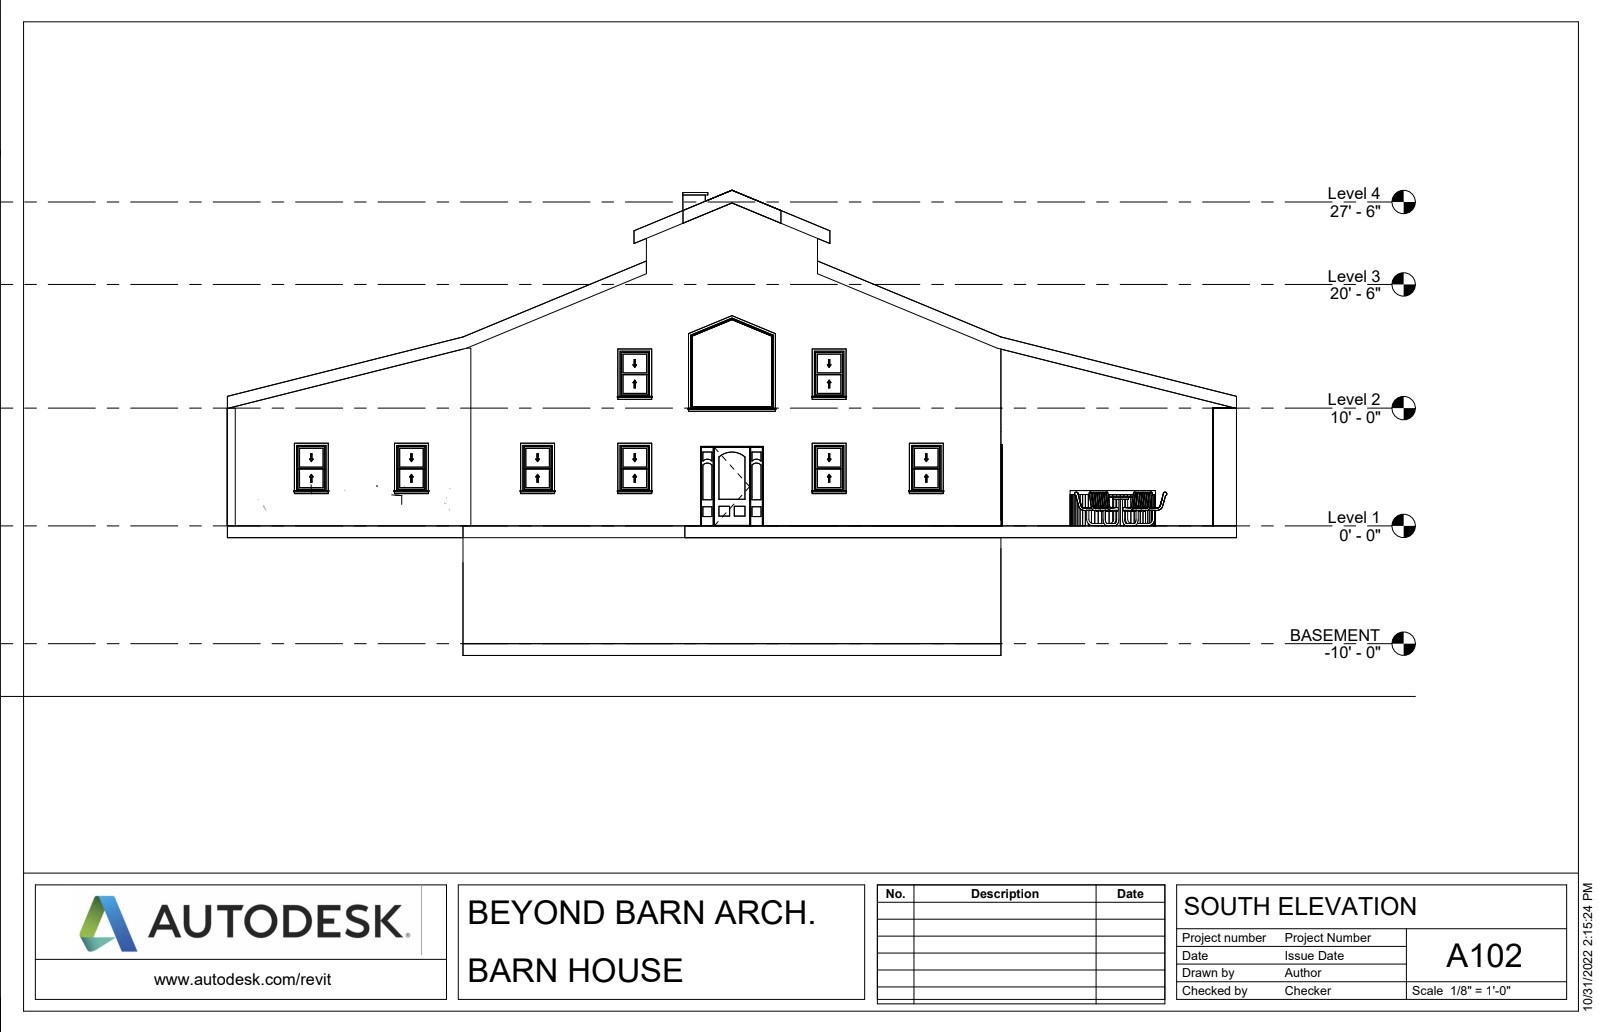 Level 4
27' - 6"
Level 3
20' - 6"
Level 2
10' - 0"
Level 1
0' - 0"
BASEMENT
-10' - 0"
AUTODESK®
www.autodesk.com/revit
BEYOND BARN ARCH.
BARN HOUSE
No. Description Date
SOUTH ELEVATION
Project number Project Number
Date Issue Date
Drawn by Author
Checked by Checker
A102
Scale 1/8" = 1'-0"
10/31/2022 2:15:24 PM